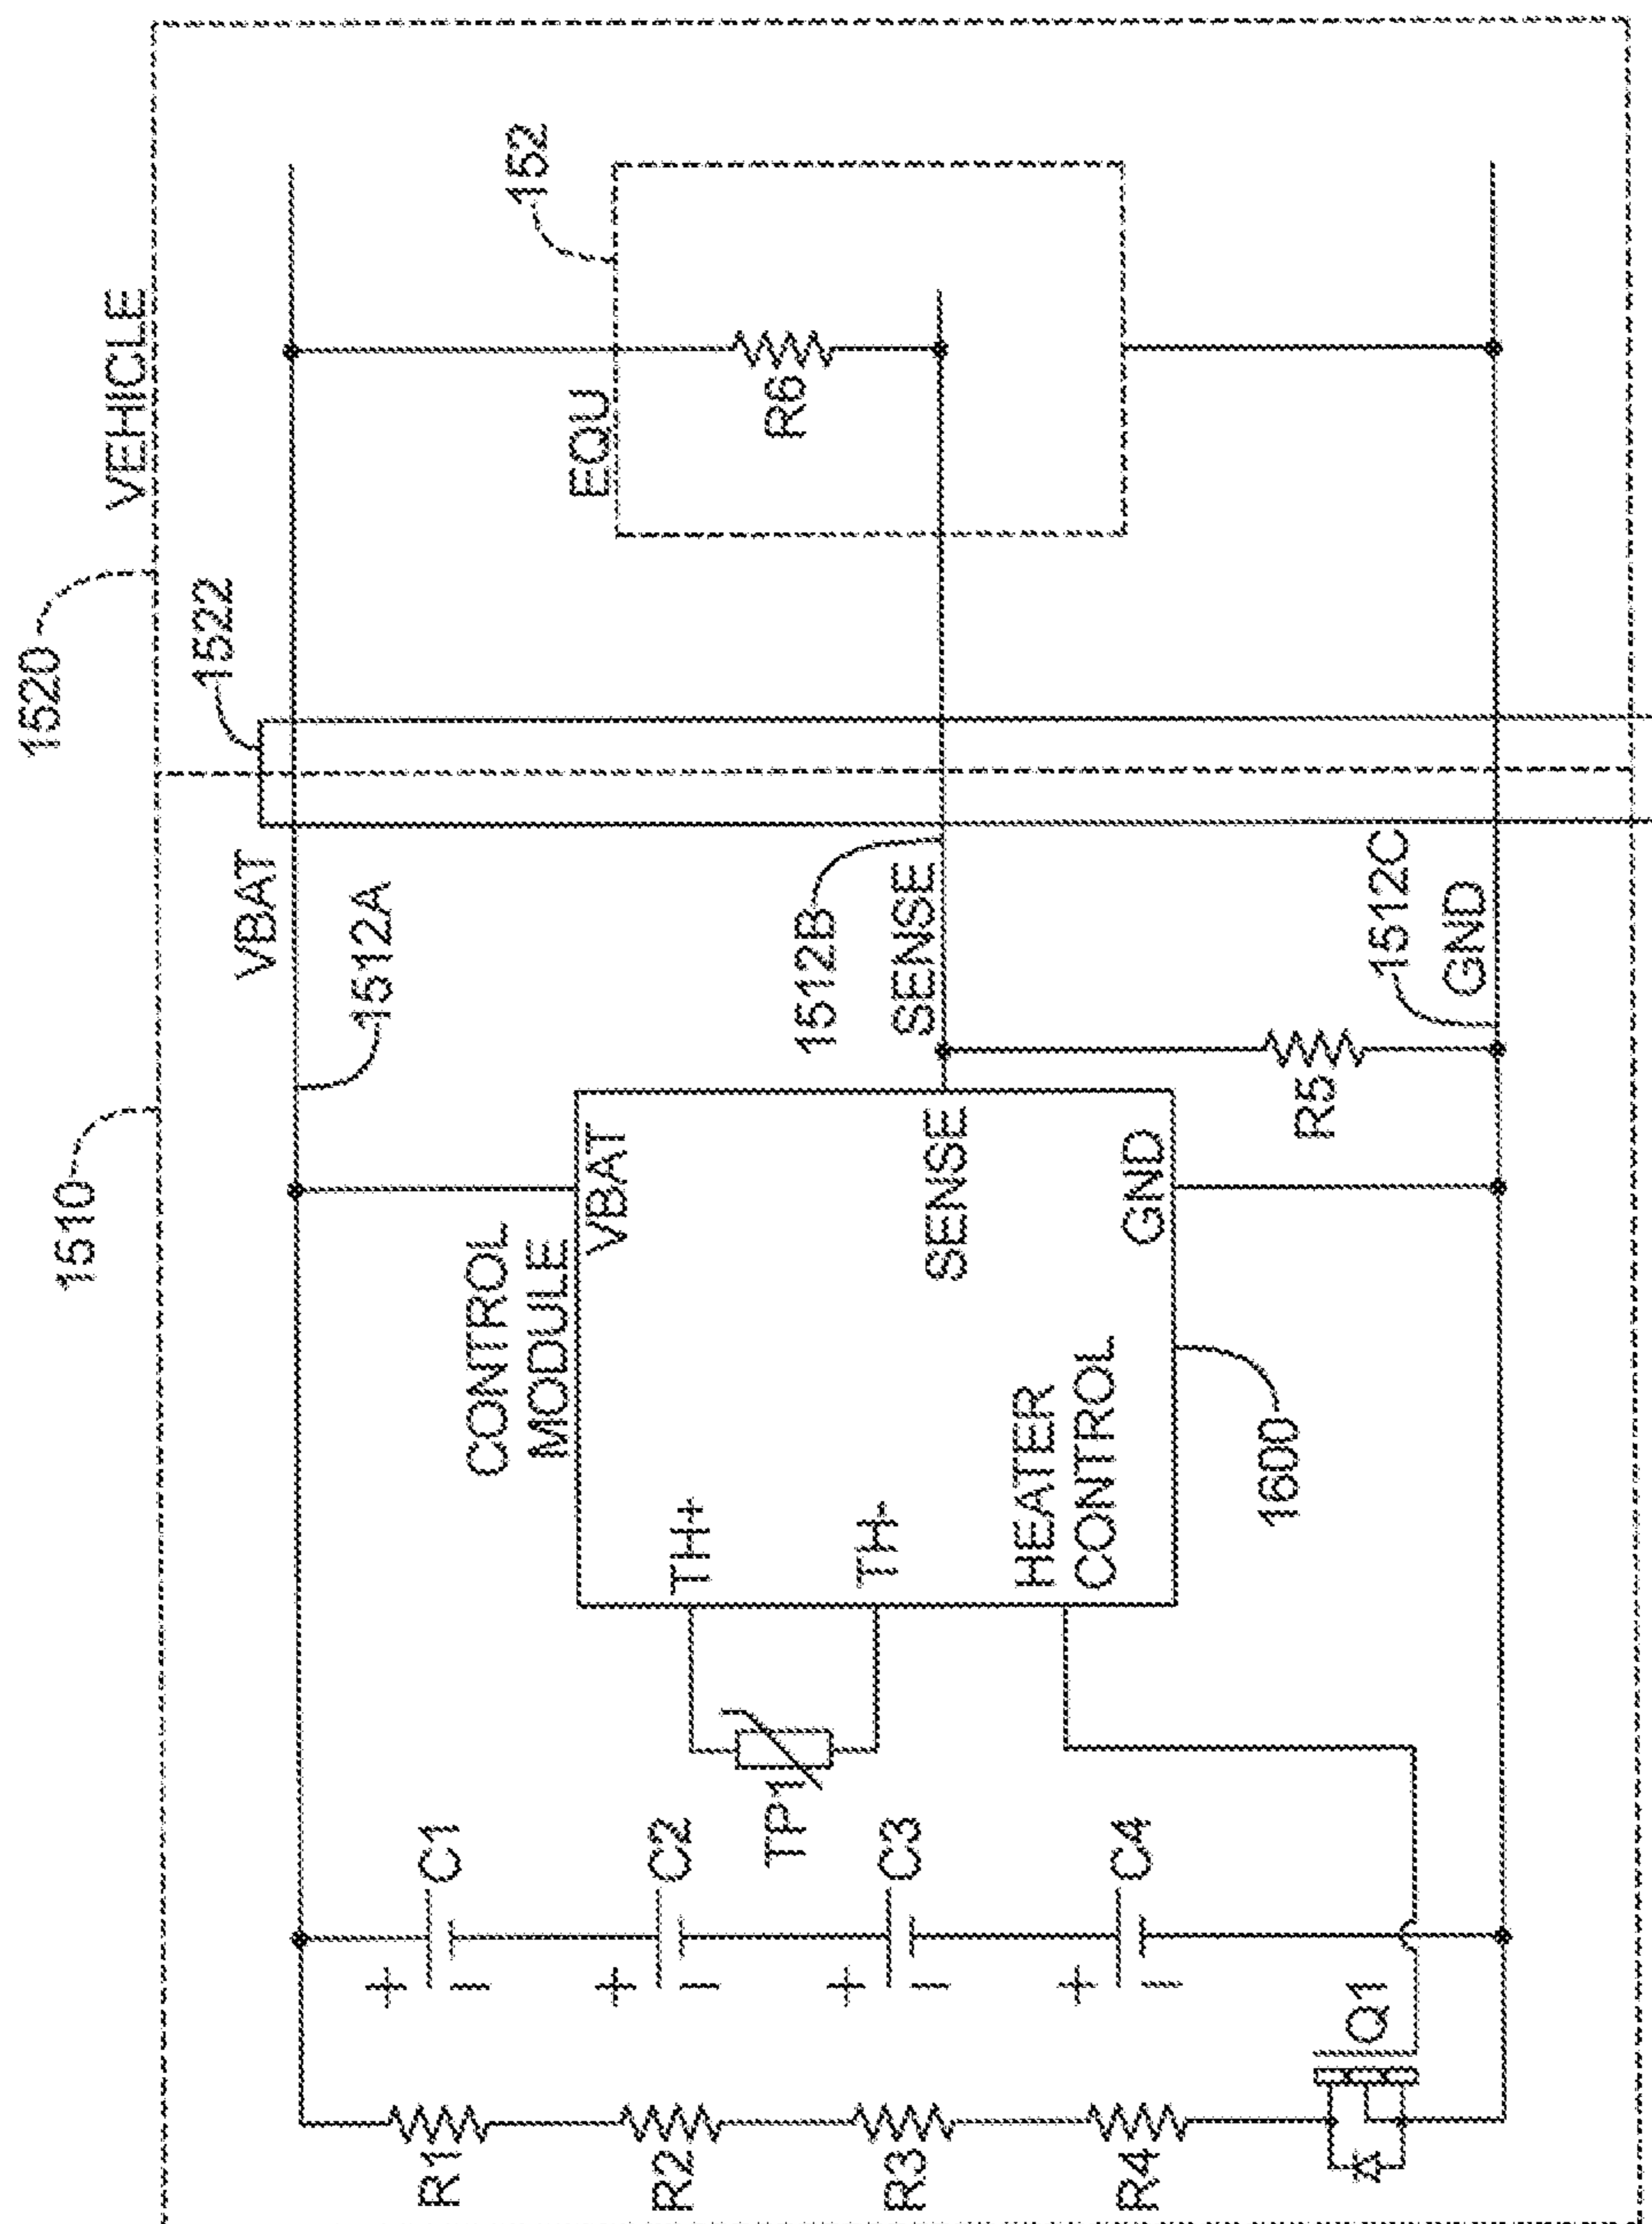 1510
1520
VEHICLE
1522
152
VBAT
1512A
EQU
R6
CONTROL
MODULE
VBAT
TH+
TH-
SENSE
HEATER
CONTROL
GND
1600
1512B
SENSE
R5
1512C
GND
TP1
+
-
C1
+
-
C2
+
-
C3
+
-
C4
R1
R2
R3
R4
Q1